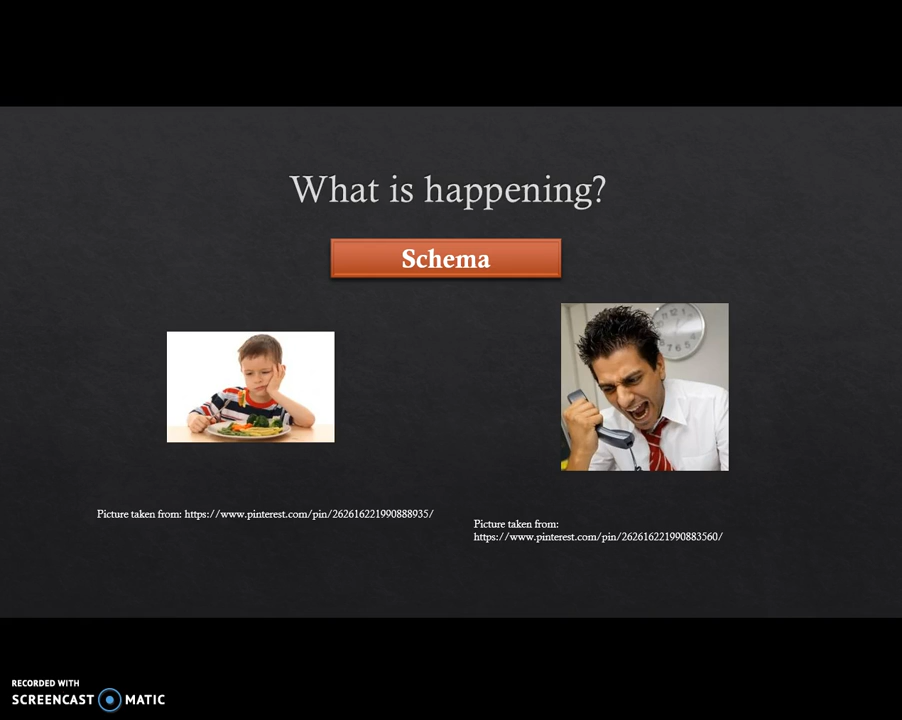 What is happening?
Schema
Picture taken from: https://www.pinterest.com/pin/262616221990888935/
Picture taken from:
https://www.pinterest.com/pin/262616221990883560/
RECORDED WITH
SCREENCAST MATIC